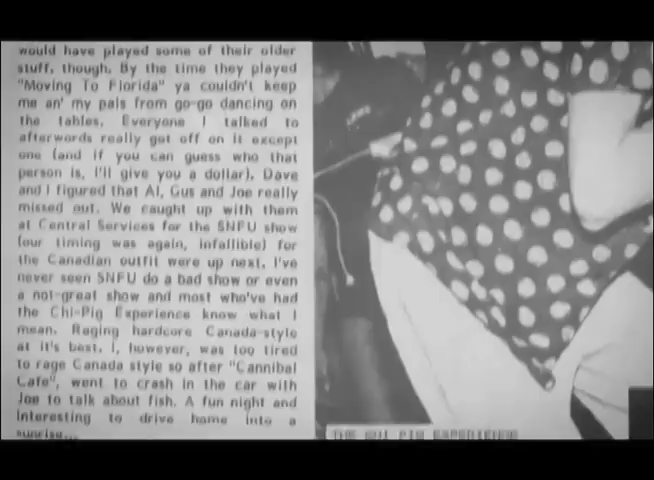 would have played some of their older
stuff, though. By the time they played
"Moving To Florida" ya couldn't keep
me an' my pals from go-go dancing on
the tables. Everyone I talked to
afterwords really got off on it except
one (and if you can guess who that
person is, I'll give you a dollar). Dave
and I figured that Al, Gus and Joe really
missed out. We caught up with them
at Central Services for the SNFU show
(our timing was again, infallible) for
the Canadian outfit were up next. I've
never seen SNFU do a bad show or even
a not-great show and most who've had
the Chi-Pig Experience know what I
mean. Raging hardcore Canada-style
at it's best. I, however, was too tired
to rage Canada style so after "Cannibal
Cafe", went to crash in the car with
Joe to talk about fish. A fun night and
interesting to drive home into a
sunrise...
THE CHI PIG EXPERIENCE